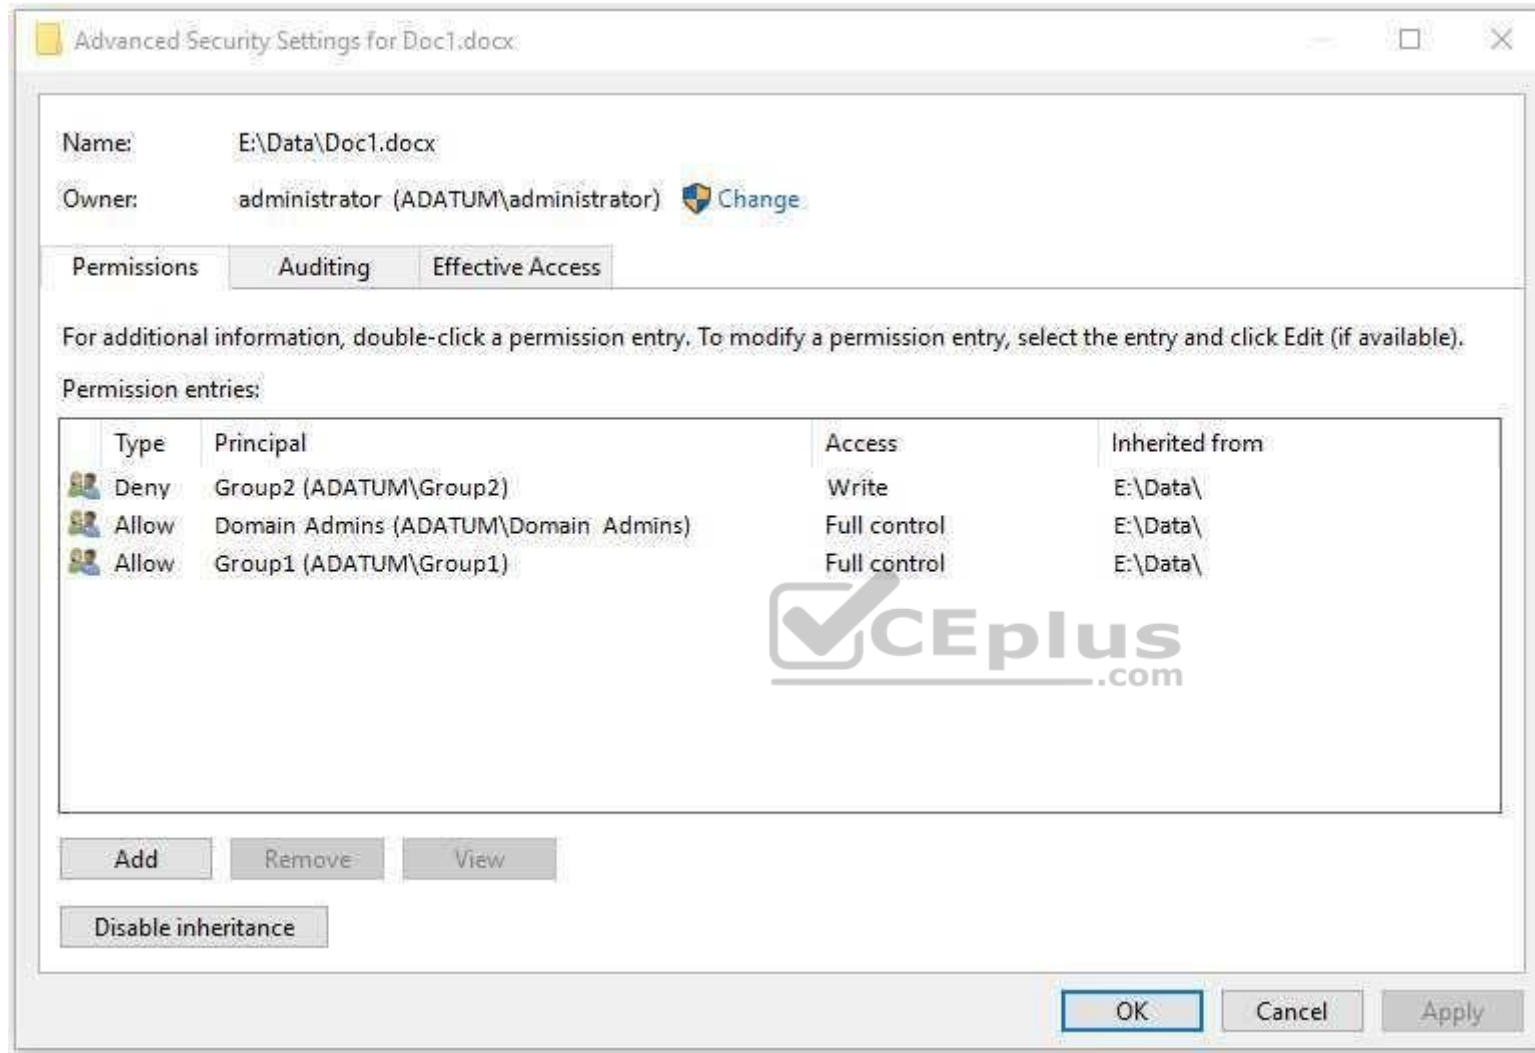 Advanced Security Settings for Doc1.docx
Name: E:\Data\Doc1.docx
Owner: administrator (ADATUM\administrator) Change
Permissions Auditing Effective Access
For additional information, double-click a permission entry. To modify a permission entry, select the entry and click Edit (if available).
Permission entries:
Type Principal Access Inherited from
Deny Group2 (ADATUM\Group2) Write E:\Data\
Allow Domain Admins (ADATUM\Domain Admins) Full control E:\Data\
Allow Group1 (ADATUM\Group1) Full control E:\Data\
VCEplus
.com
Add Remove View
Disable inheritance
OK Cancel Apply